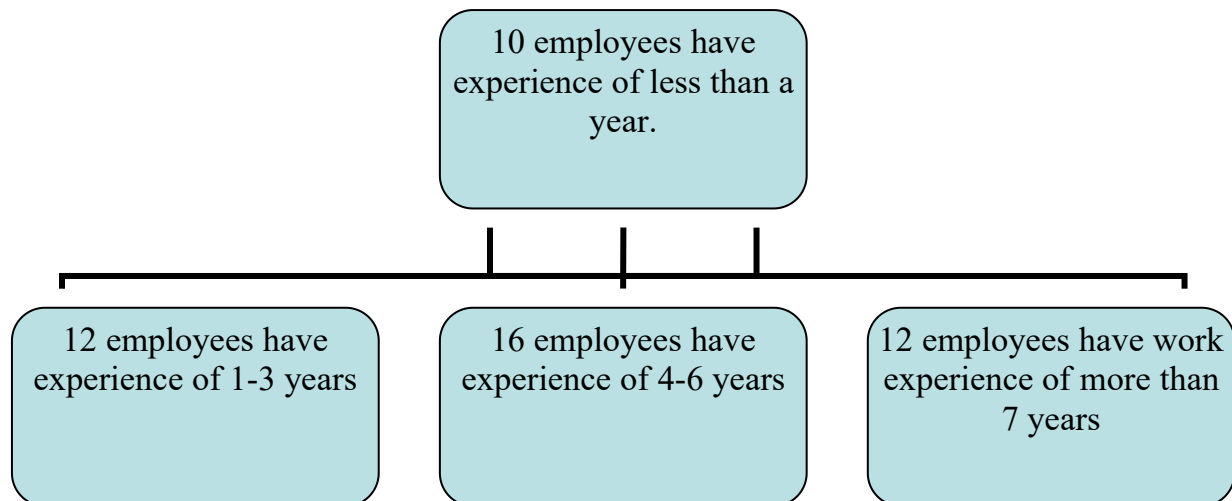 10 employees have
experience of less than a
year.
12 employees have
experience of 1-3 years
16 employees have
experience of 4-6 years
12 employees have work
experience of more than
7 years